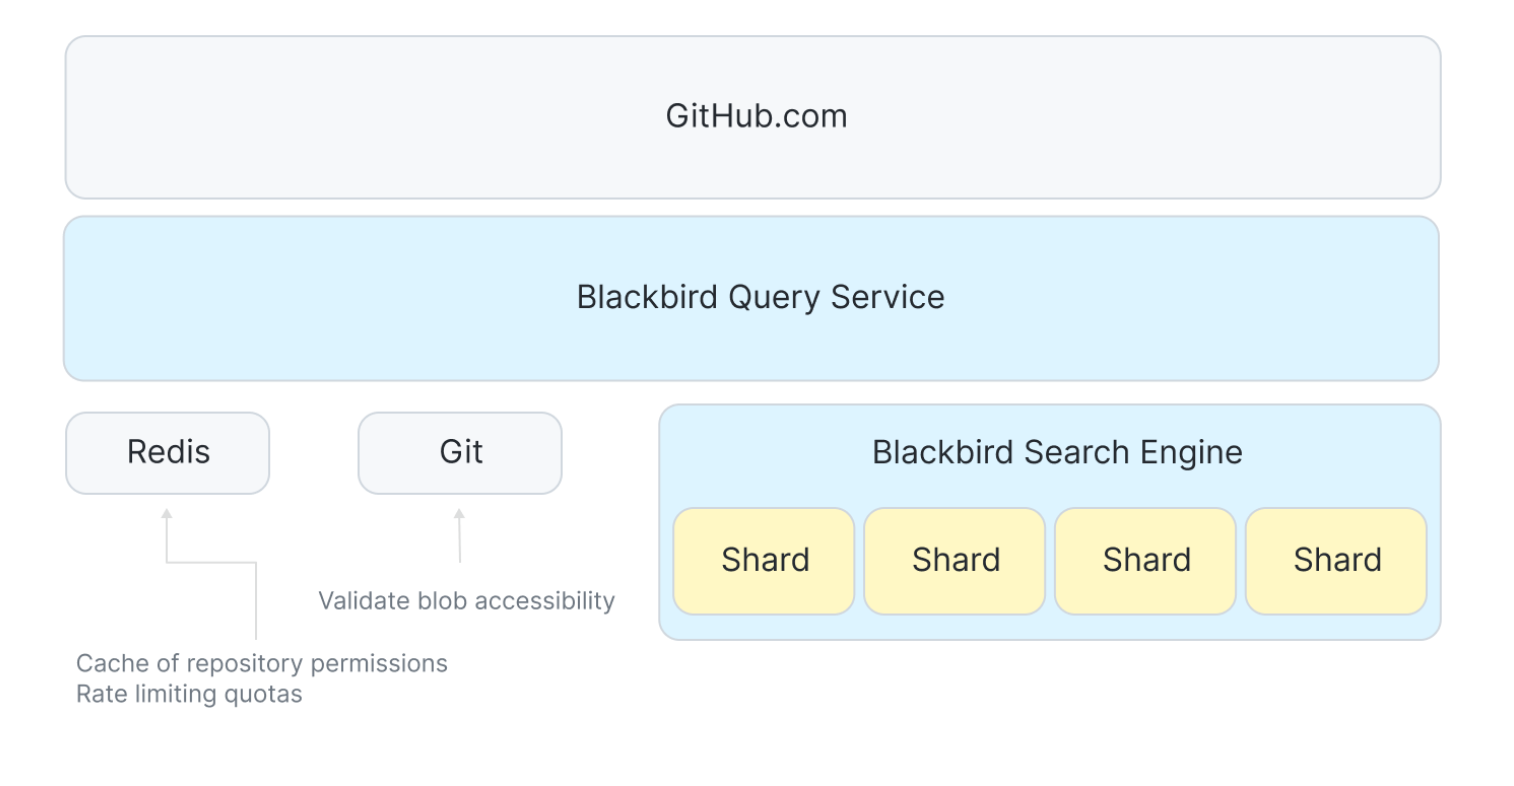 GitHub.com
Blackbird Query Service
Redis
Git
Blackbird Search Engine
Shard
Shard
Shard
Shard
Validate blob accessibility
Cache of repository permissions
Rate limiting quotas